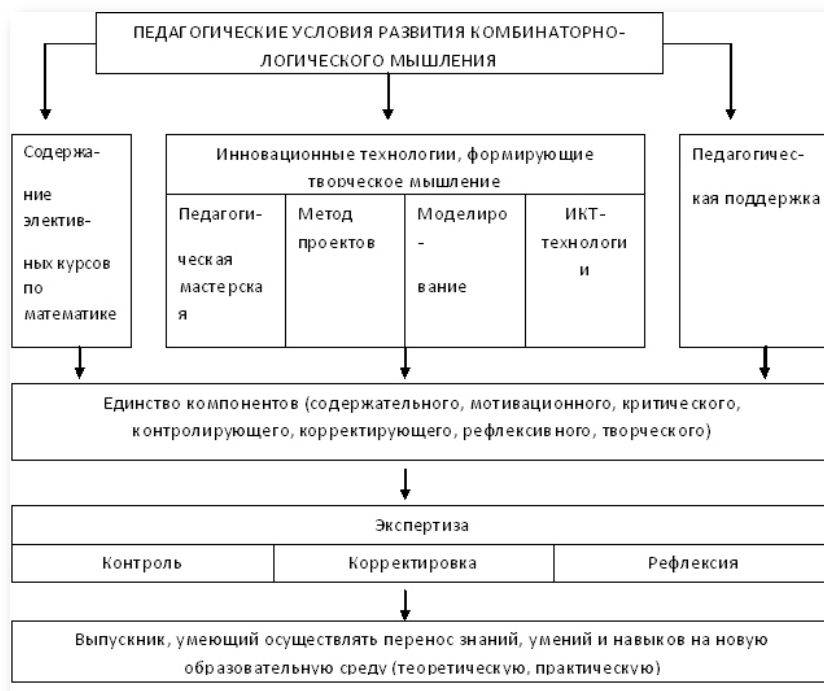 ПЕДАГОГИЧЕСКИЕ УСЛОВИЯ РАЗВИТИЯ КОМБИНАТОРНО-
ЛОГИЧЕСКОГО МЫШЛЕНИЯ
Содержа-
ние
электив-
ных курсов
по
математике
Инновационные технологии, формирующие
творческое мышление
Педагоги-
ческая
мастерска
я
Метод
проектов
Моделиро
-
вание
ИКТ-
технологи
и
Педагогичес-
кая поддержка
Единство компонентов (содержательного, мотивационного, критического,
контролирующего, корректирующего, рефлексивного, творческого)
Экспертиза
Контроль
Корректировка
Рефлексия
Выпускник, умеющий осуществлять перенос знаний, умений и навыков на новую
образовательную среду (теоретическую, практическую)